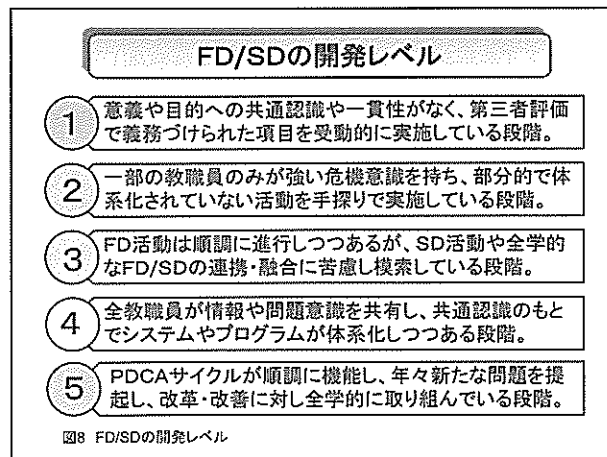 FD/SDの開発レベル
1
意義や目的への共通認識や一貫性がなく、第三者評価
で義務づけられた項目を受動的に実施している段階。
2
一部の教職員のみが強い危機意識を持ち、部分的で体
系化されていない活動を手探りで実施している段階。
3
FD活動は順調に進行しつつあるが、SD活動や全学的
なFD/SDの連携・融合に苦慮し模索している段階。
4
全教職員が情報や問題意識を共有し、共通認識のもと
でシステムやプログラムが体系化しつつある段階。
5
PDCAサイクルが順調に機能し、年々新たな問題を提
起し、改革・改善に対し全学的に取り組んでいる段階。
図8 FD/SDの開発レベル